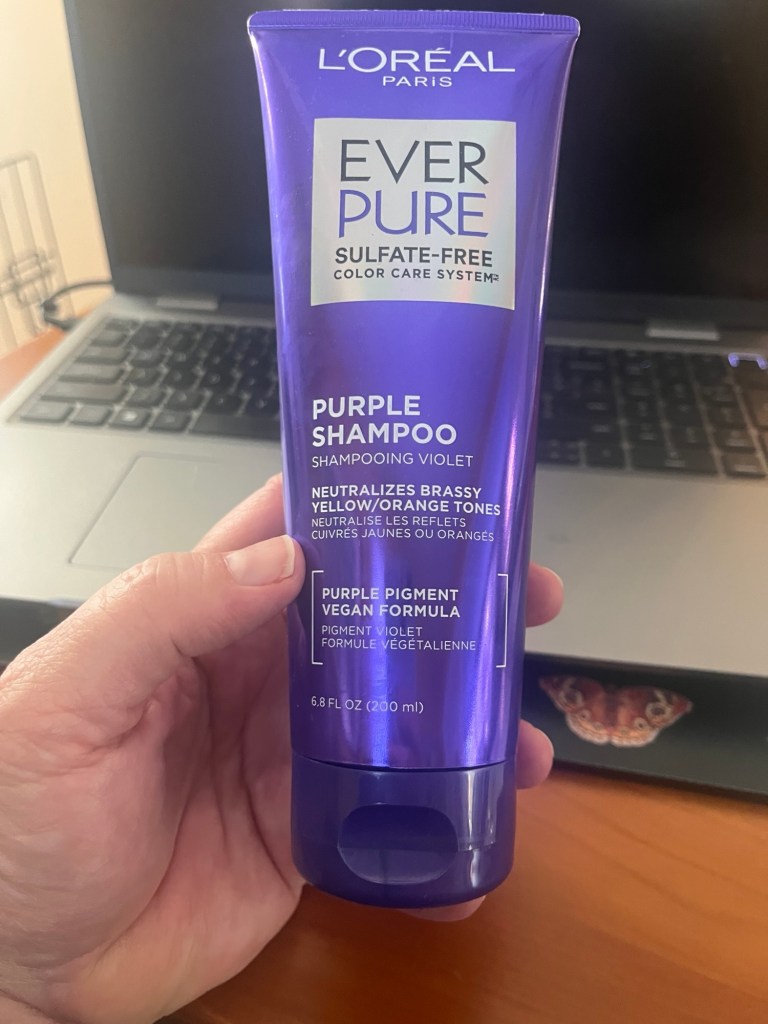 L'ORÉAL
PARIS
EVER
PURE
SULFATE-FREE
COLOR CARE SYSTEM™
PURPLE
SHAMPOO
SHAMPOOING VIOLET
NEUTRALIZES BRASSY
YELLOW/ORANGE TONES
NEUTRALISE LES REFLETS
CUIVRÉS JAUNES OU ORANGÉS
PURPLE PIGMENT
VEGAN FORMULA
PIGMENT VIOLET
FORMULE VÉGÉTALIENNE
6.8 FL OZ (200 ml)